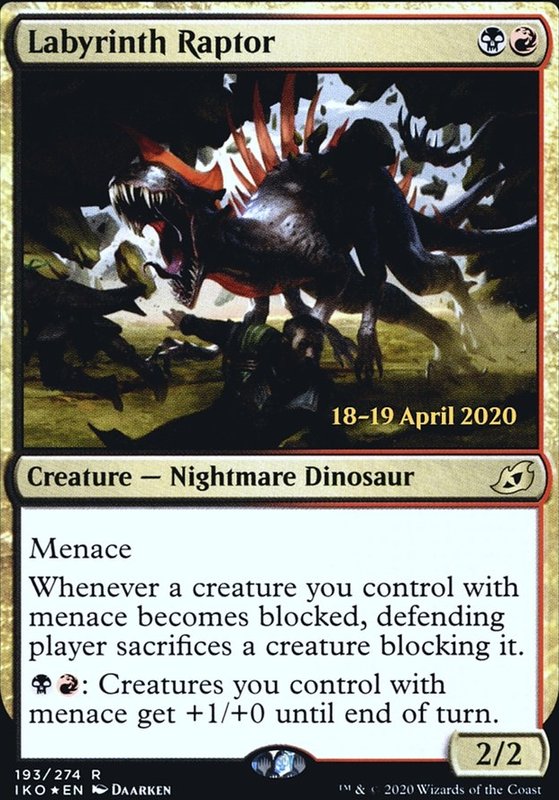 Labyrinth Raptor
18–19 April 2020
Creature — Nightmare Dinosaur
Menace
Whenever a creature you control with
menace becomes blocked, defending
player sacrifices a creature blocking it.
: Creatures you control with
menace get +1/+0 until end of turn.
2/2
193/274 R
IKO ★ EN Daarken
™ & © 2020 Wizards of the Coast